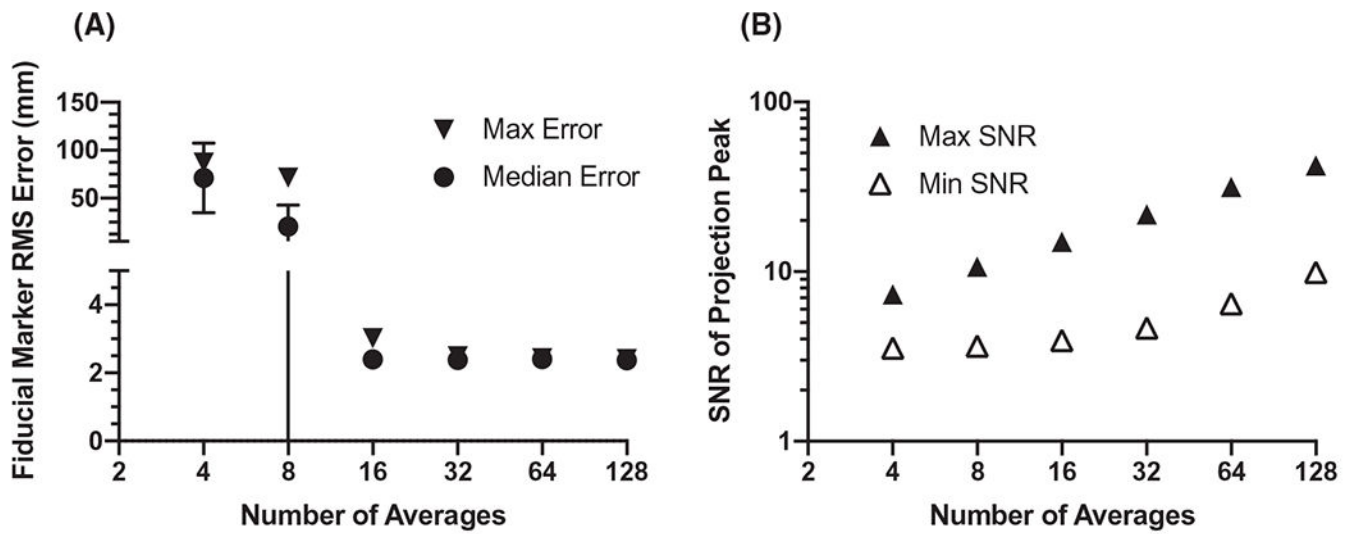 (A)
Fiducial Marker RMS Error (mm)
150
100
50
4
2
0
Max Error
Median Error
2 4 8 16 32 64 128
Number of Averages
(B)
SNR of Projection Peak
100
10
1
Max SNR
Min SNR
2 4 8 16 32 64 128
Number of Averages